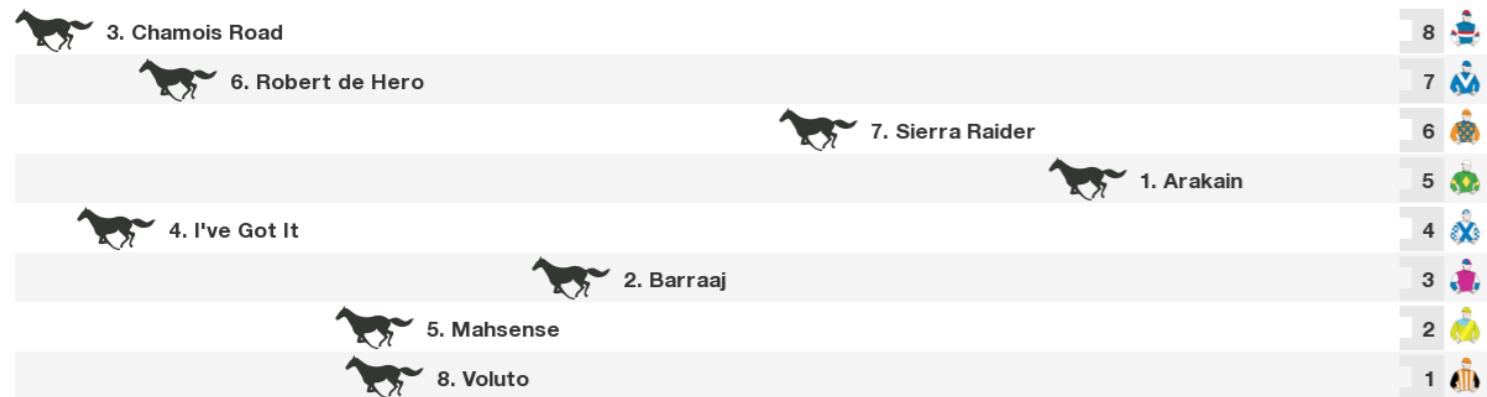 3. Chamois Road 8
6. Robert de Hero 7
7. Sierra Raider 6
1. Arakain 5
4. I've Got It 4
2. Barraaj 3
5. Mahsense 2
8. Voluto 1